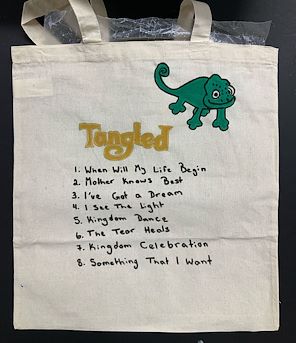 Tangled
1. When Will My Life Begin
2. Mother Knows Best
3. I've Got a Dream
4. I See The Light
5. Kingdom Dance
6. The Tear Heals
7. Kingdom Celebration
8. Something That I Want